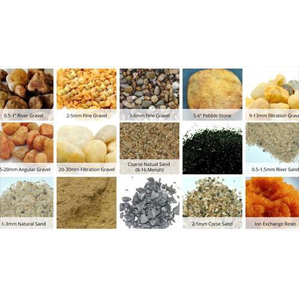 0.5-1" River Gravel
2-5mm Fine Gravel
3-6mm Fine Gravel
5-6" Pebble Stone
9-13mm filtration Gravel
5-20mm Angular Gravel
20-30mm Filtration Gravel
Coarse Natual Sand
(8-16 Mensh)
0.5-1.5mm River Sand
1-3mm Natural Sand
2-5mm Corse Sand
Ion Exchange Resin